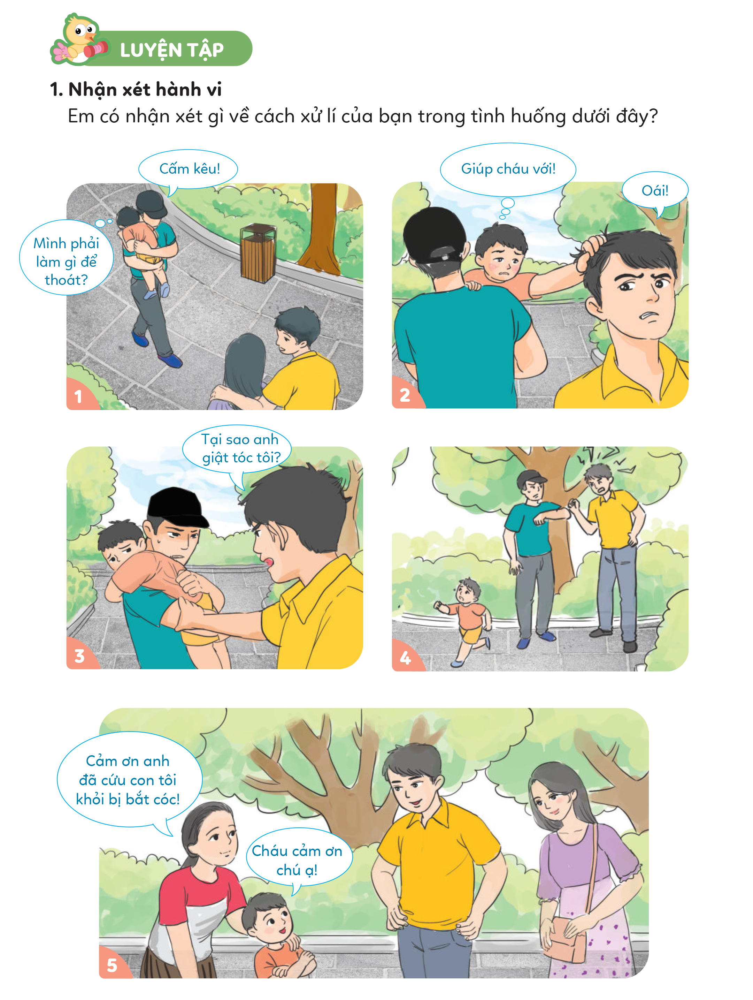 LUYỆN TẬP
1. Nhận xét hành vi
Em có nhận xét gì về cách xử lí của bạn trong tình huống dưới đây?
Cấm kêu!
Mình phải
làm gì để
thoát?
1
Giúp cháu với!
Oái!
2
Tại sao anh
giật tóc tôi?
3
4
Cảm ơn anh
đã cứu con tôi
khỏi bị bắt cóc!
Cháu cảm ơn
chú ạ!
5